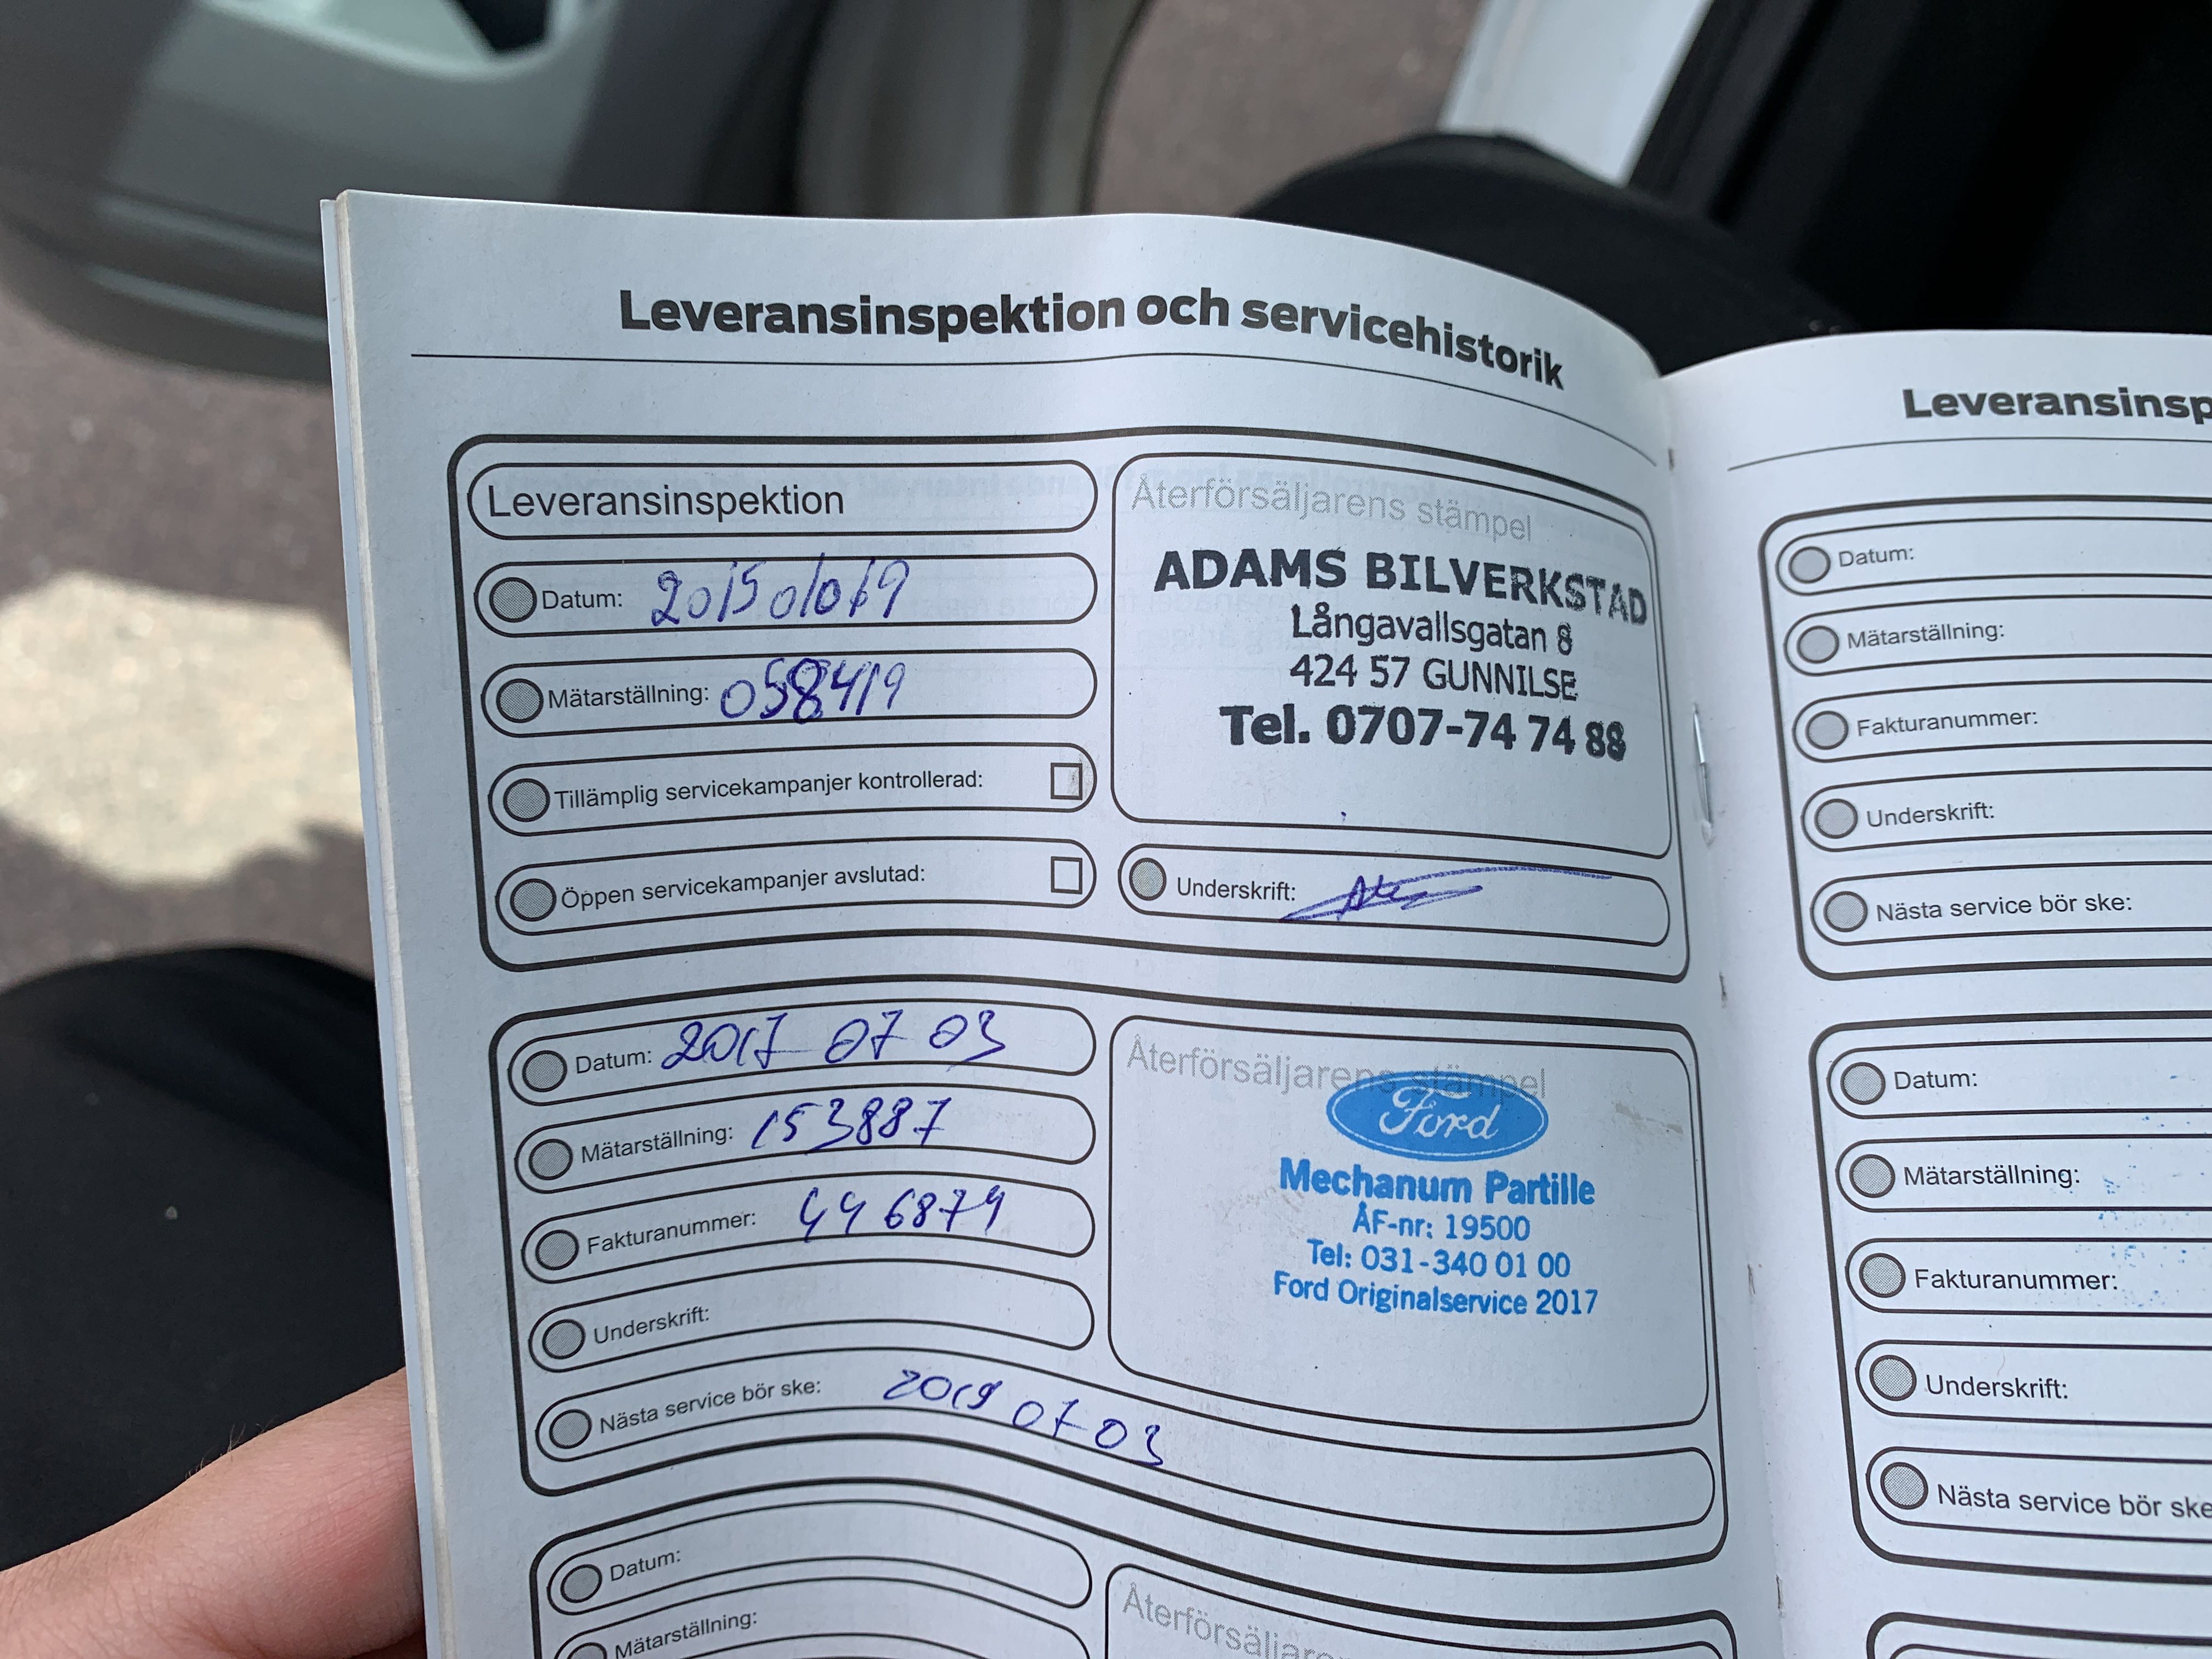 Leveransinspektion och servicehistorik
Leveransinspektion
Datum:
Mätarställning: 058419
Tillämplig servicekampanjer kontrollerad:
Öppen servicekampanjer avslutad:
Återförsäljarens stämpel
ADAMS BILVERKSTAD
Långavallsgatan 8
424 57 GUNNILSE
Tel. 0707-74 74 88
Underskrift:
Datum: 2017 07 03
Mätarställning: 153887
Fakturanummer: 446879
Underskrift:
Nästa service bör ske: 2019 07 03
Återförsäljarens stämpel
Ford
Mechanum Partille
ÅF-nr: 19500
Tel: 031-340 01 00
Ford Originalservice 2017
Datum:
Mätarställning:
Leveransinsp
Datum:
Mätarställning:
Fakturanummer:
Underskrift:
Nästa service bör ske:
Datum:
Mätarställning:
Fakturanummer:
Underskrift:
Nästa service bör ske